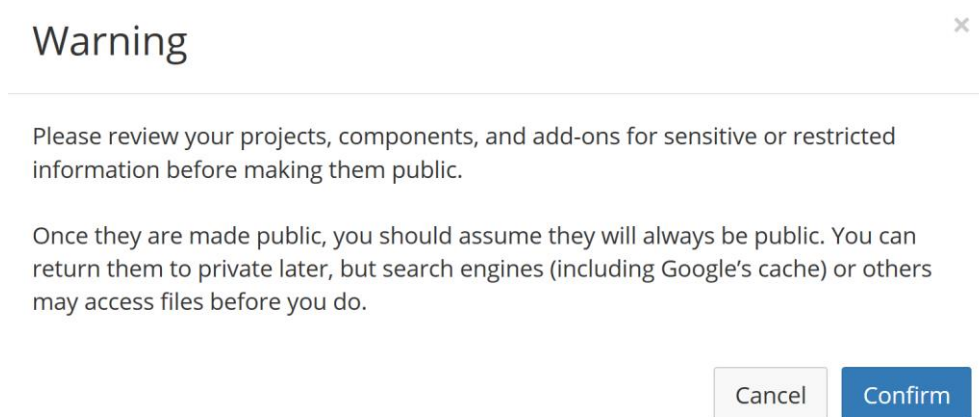 Warning
×
Please review your projects, components, and add-ons for sensitive or restricted
information before making them public.
Once they are made public, you should assume they will always be public. You can
return them to private later, but search engines (including Google’s cache) or others
may access files before you do.
Cancel
Confirm